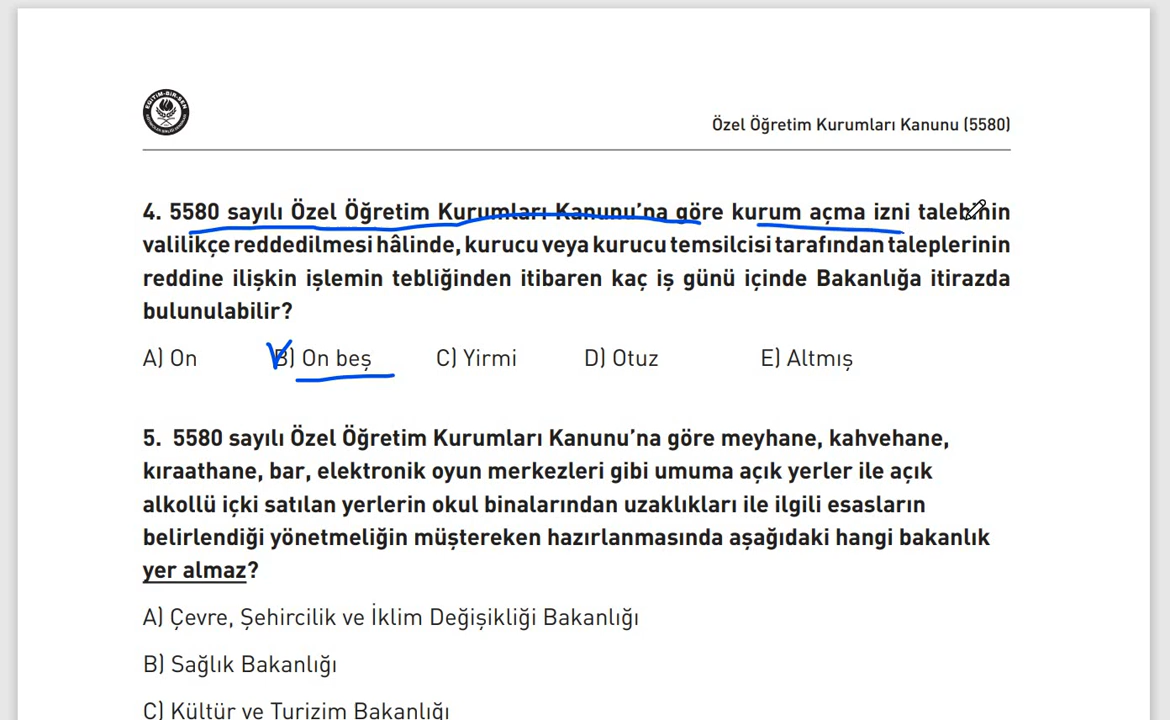 EĞİTİM-BİR-SEN
Özel Öğretim Kurumları Kanunu (5580)
4. 5580 sayılı Özel Öğretim Kurumları Kanunu’na göre kurum açma izni talebinin
valilikçe reddedilmesi hâlinde, kurucu veya kurucu temsilcisi tarafından taleplerinin
reddine ilişkin işlemin tebliğinden itibaren kaç iş günü içinde Bakanlığa itirazda
bulunulabilir?
A) On B) On beş C) Yirmi D) Otuz E) Altmış
5. 5580 sayılı Özel Öğretim Kurumları Kanunu’na göre meyhane, kahvehane,
kıraathane, bar, elektronik oyun merkezleri gibi umuma açık yerler ile açık
alkollü içki satılan yerlerin okul binalarından uzaklıkları ile ilgili esasların
belirlendiği yönetmeliğin müştereken hazırlanmasında aşağıdaki hangi bakanlık
yer almaz?
A) Çevre, Şehircilik ve İklim Değişikliği Bakanlığı
B) Sağlık Bakanlığı
C) Kültür ve Turizim Bakanlığı